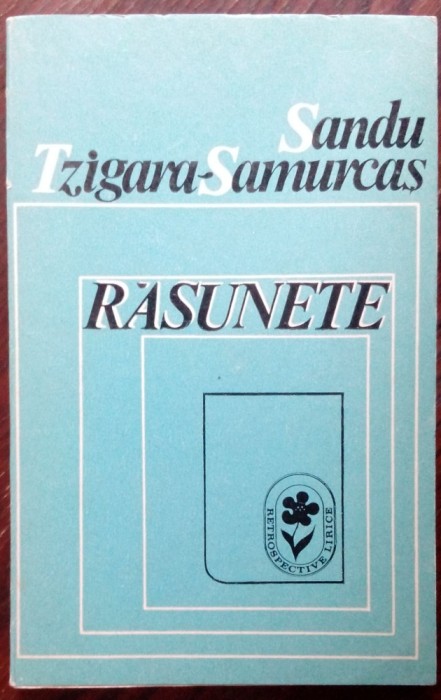 Sandu
Tzigara-Samurcaș
RĂSUNETE
RETROSPECTIVE LIRICE